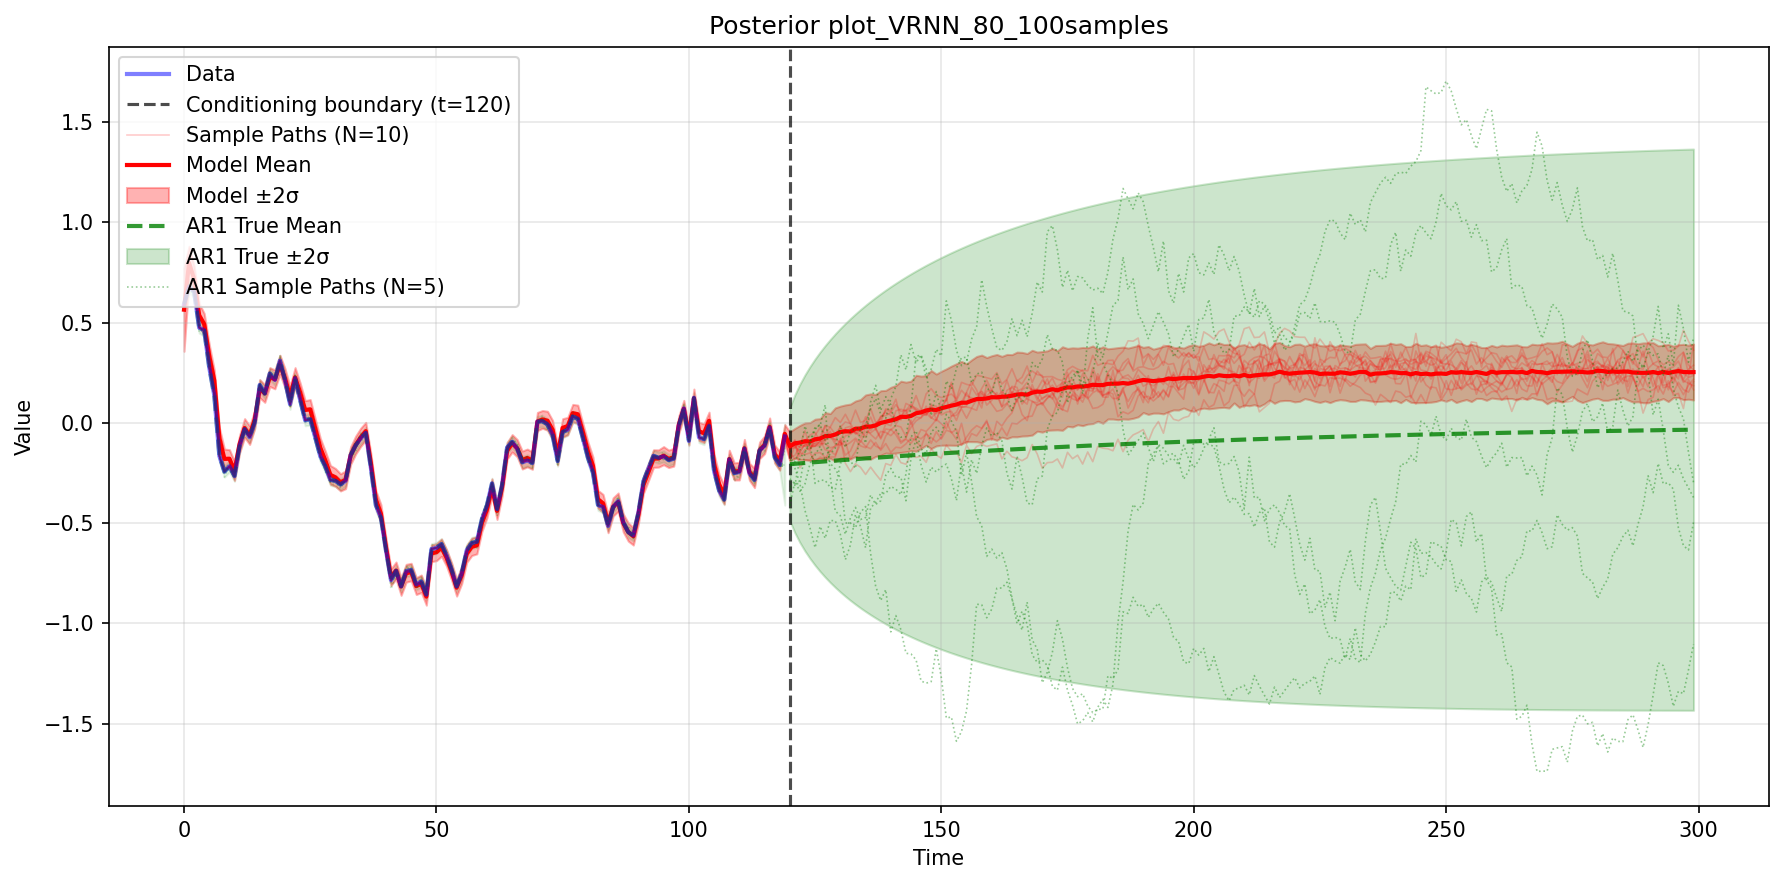 Posterior plot_VRNN_80_100samples
Data
Conditioning boundary (t=120)
Sample Paths (N=10)
Model Mean
Model ±2σ
AR1 True Mean
AR1 True ±2σ
AR1 Sample Paths (N=5)
Value
1.5
1.0
0.5
0.0
−0.5
−1.0
−1.5
0 50 100 150 200 250 300
Time